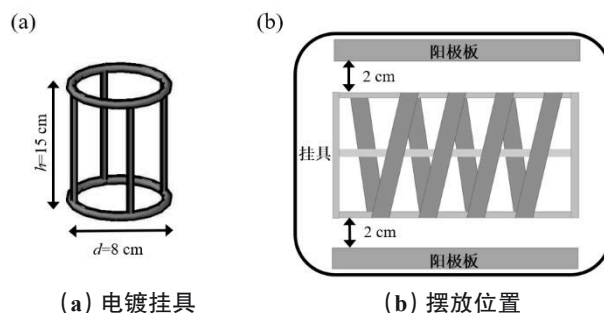 (a)
h=15 cm
d=8 cm
(a) 电镀挂具
(b)
阳极板
2 cm
挂具
2 cm
阳极板
(b) 摆放位置